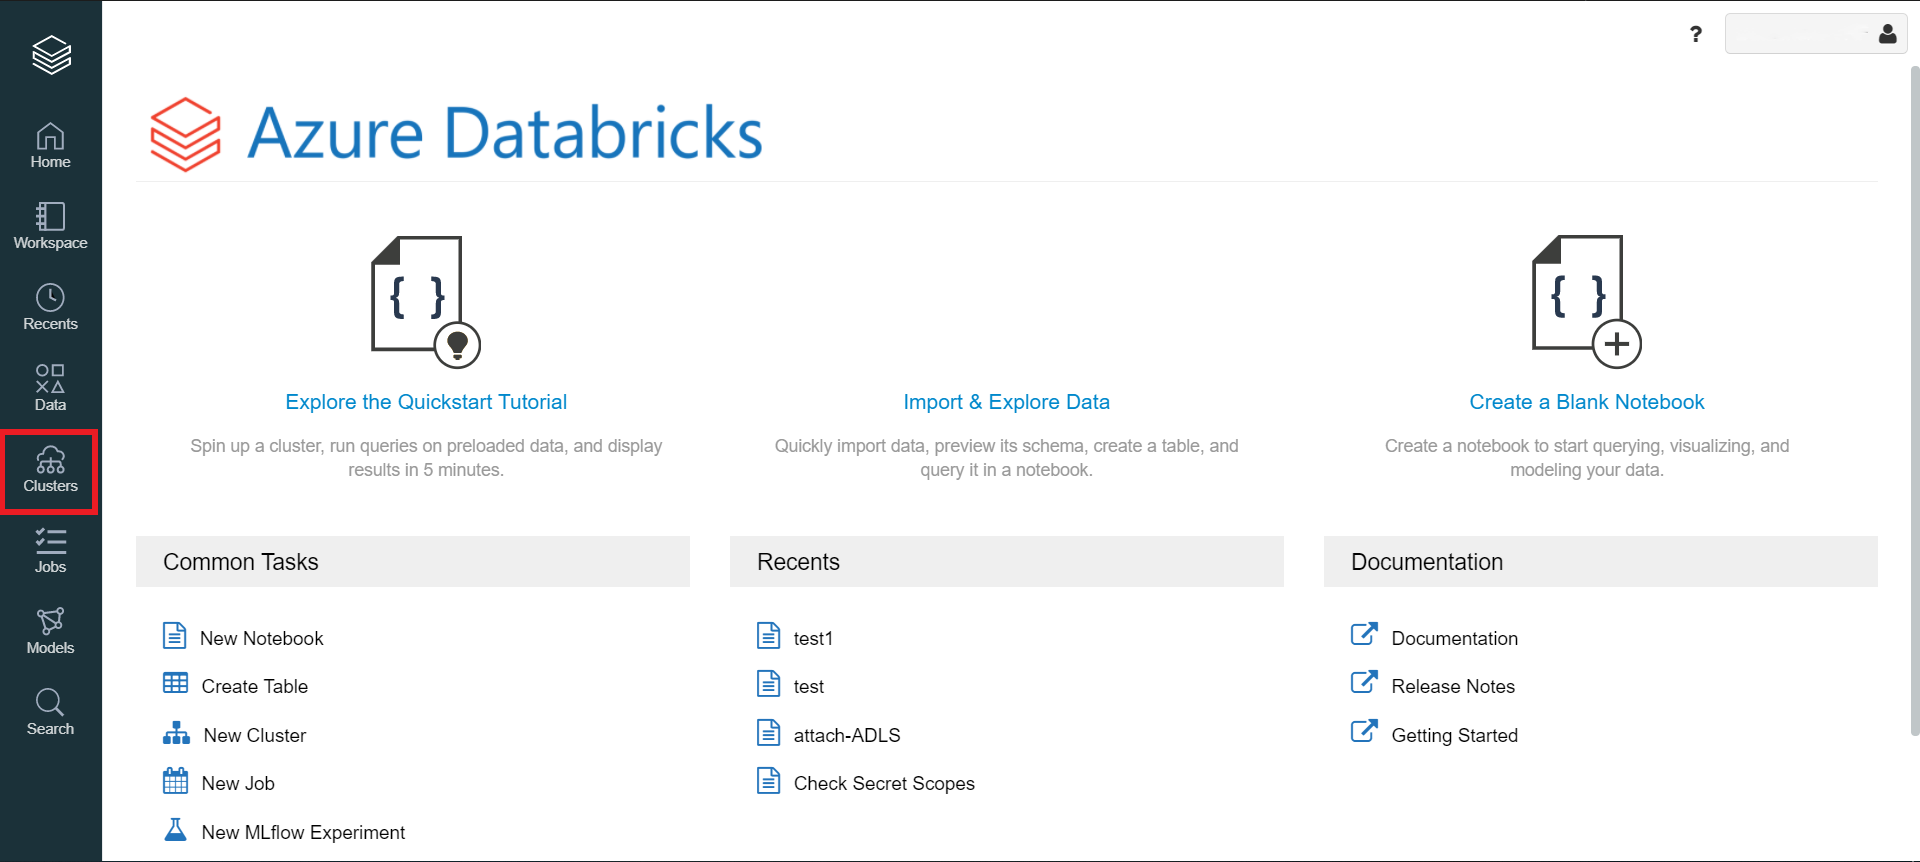 ?
Home
Workspace
Recents
Data
Clusters
Jobs
Models
Search
Azure Databricks
{ }
{ }
Explore the Quickstart Tutorial
Spin up a cluster, run queries on preloaded data, and display
results in 5 minutes.
Import & Explore Data
Quickly import data, preview its schema, create a table, and
query it in a notebook.
Create a Blank Notebook
Create a notebook to start querying, visualizing, and
modeling your data.
Common Tasks
New Notebook
Create Table
New Cluster
New Job
New MLflow Experiment
Recents
test1
test
attach-ADLS
Check Secret Scopes
Documentation
Documentation
Release Notes
Getting Started